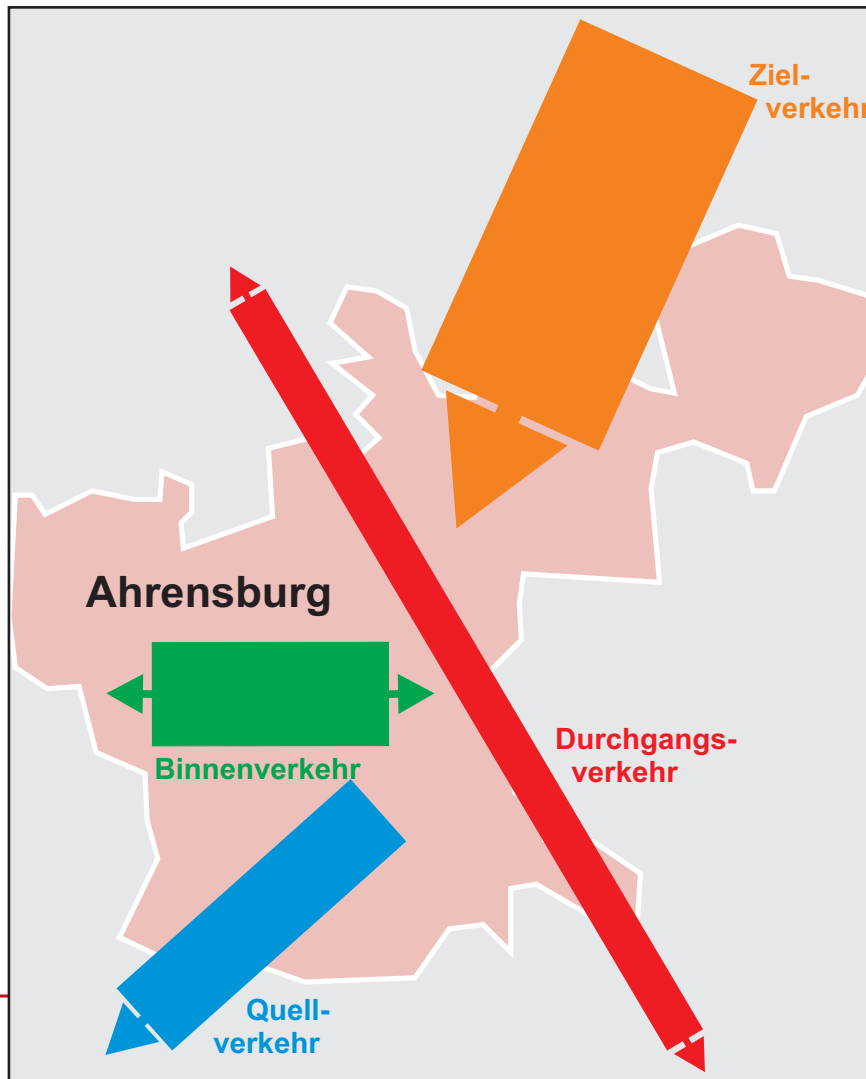 Ziel-
verkehr
Ahrensburg
Durchgangs-
verkehr
Binnenverkehr
Quell-
verkehr